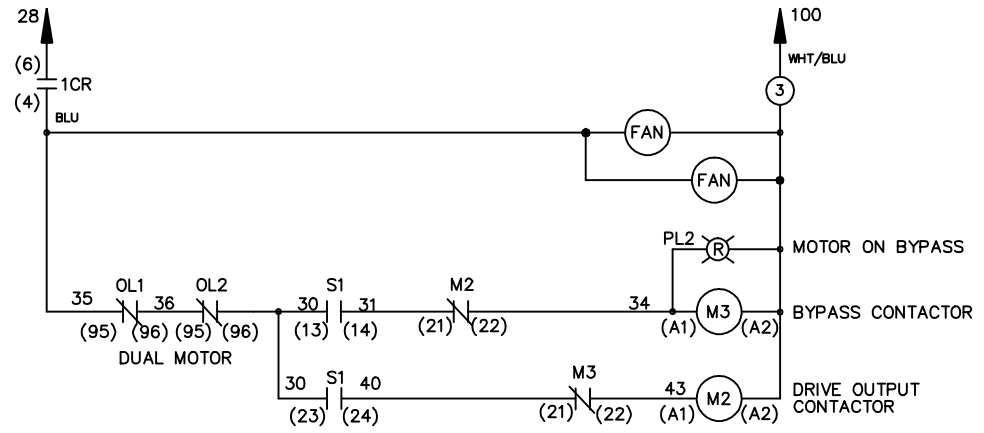 28
100
(6)
WHT/BLU
1CR
3
(4)
BLU
FAN
FAN
PL2
R
MOTOR ON BYPASS
35
OL1
36
OL2
30
S1
31
M2
34
M3
BYPASS CONTACTOR
(95)
(96)
(95)
(96)
(13)
(14)
(21)
(22)
(A1)
(A2)
DUAL MOTOR
30
S1
40
M3
43
M2
DRIVE OUTPUT
CONTACTOR
(23)
(24)
(21)
(22)
(A1)
(A2)